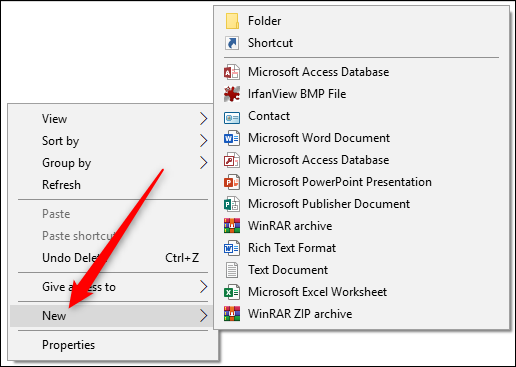 View
Sort by
Group by
Refresh
Paste
Paste shortcu
Undo Dele Ctrl+Z
Give access to
New
Properties
Folder
Shortcut
Microsoft Access Database
IrfanView BMP File
Contact
Microsoft Word Document
Microsoft Access Database
Microsoft PowerPoint Presentation
Microsoft Publisher Document
WinRAR archive
Rich Text Format
Text Document
Microsoft Excel Worksheet
WinRAR ZIP archive